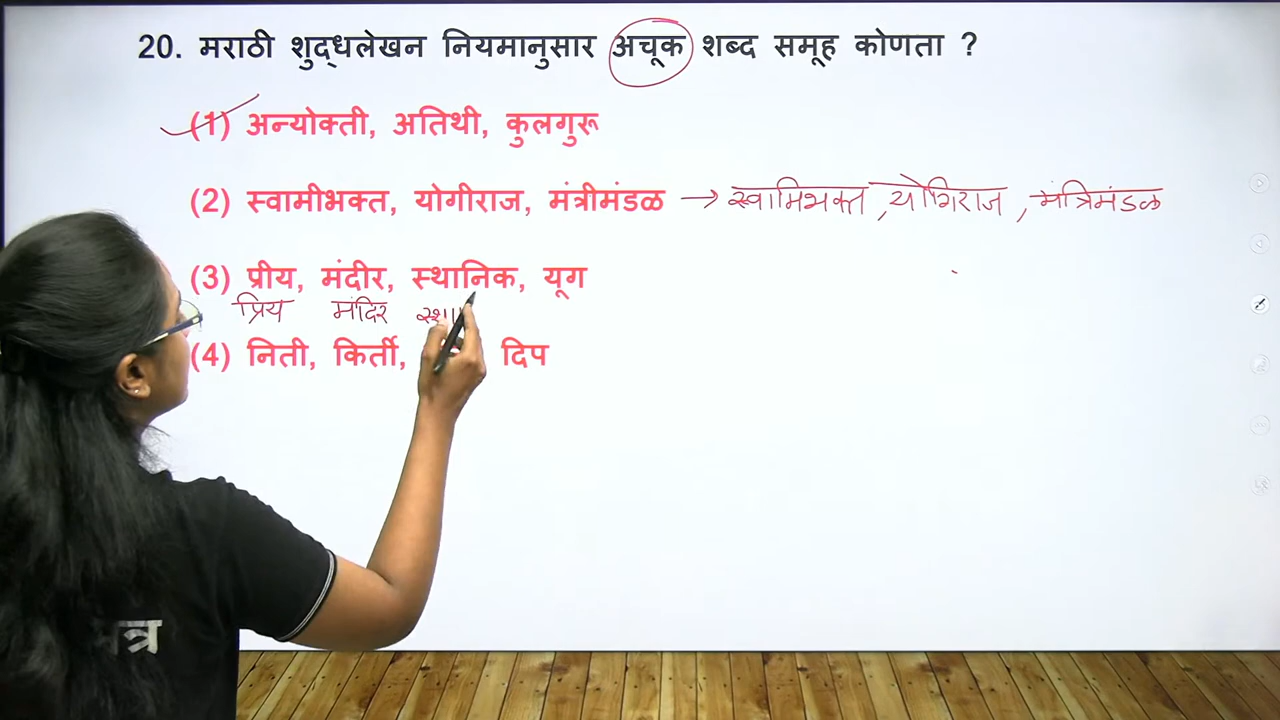 20. मराठी शुद्धलेखन नियमानुसार अचूक शब्द समूह कोणता ?
(1) अन्योक्ती, अतिथी, कुलगुरू
(2) स्वामीभक्त, योगीराज, मंत्रीमंडळ → स्वामिभक्त, योगिराज, मंत्रिमंडळ
(3) प्रीय, मंदीर, स्थानिक, यूग
प्रिय मंदिर
(4) निती, किर्ती, दिप